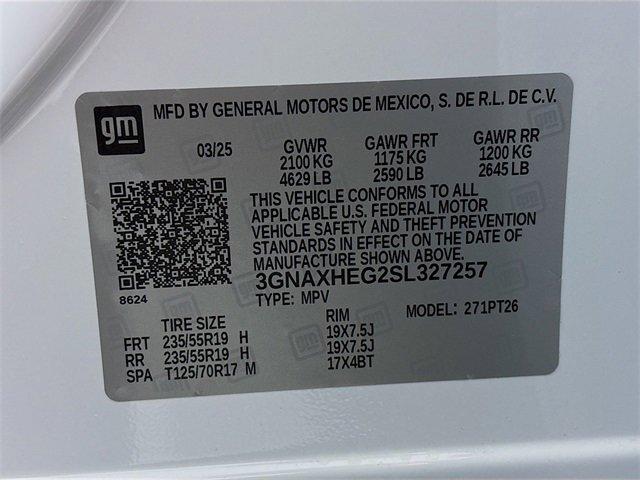 gm
MFD BY GENERAL MOTORS DE MEXICO, S. DE R.L. DE C.V.
03/25 GVWR GAWR FRT GAWR RR
2100 KG 1175 KG 1200 KG
4629 LB 2590 LB 2645 LB
THIS VEHICLE CONFORMS TO ALL
APPLICABLE U.S. FEDERAL MOTOR
VEHICLE SAFETY AND THEFT PREVENTION
STANDARDS IN EFFECT ON THE DATE OF
MANUFACTURE SHOWN ABOVE.
3GNAXHEG2SL327257
8624
TYPE: MPV
MODEL: 271PT26
TIRE SIZE RIM
FRT 235/55R19 H 19X7.5J
RR 235/55R19 H 19X7.5J
SPA T125/70R17 M 17X4BT